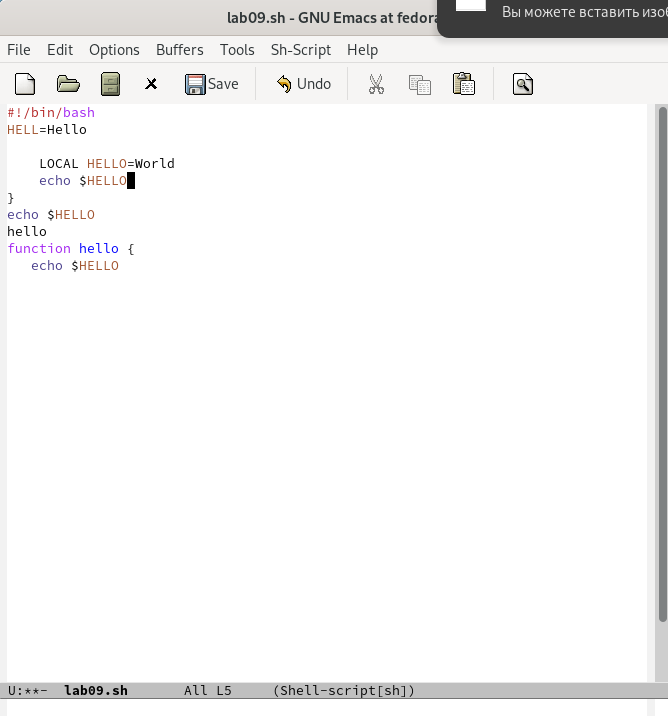 lab09.sh - GNU Emacs at fedora
Вы можете вставить изоб
File Edit Options Buffers Tools Sh-Script Help
Save Undo
#!/bin/bash
HELL=Hello
    LOCAL HELLO=World
    echo $HELLO
}
echo $HELLO
hello
function hello {
   echo $HELLO
U:**-  lab09.sh       All L5     (Shell-script[sh])